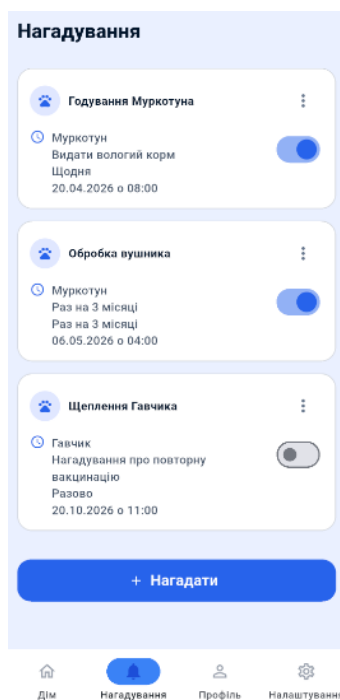 Нагадування
Годування Муркотуна
Муркотун
Видати вологий корм
Щодня
20.04.2026 о 08:00
Обробка вушника
Муркотун
Раз на 3 місяці
Раз на 3 місяці
06.05.2026 о 04:00
Щеплення Гавчика
Гавчик
Нагадування про повторну
вакцинацію
Разово
20.10.2026 о 11:00
+ Нагадати
Дім Нагадування Профіль Налаштування